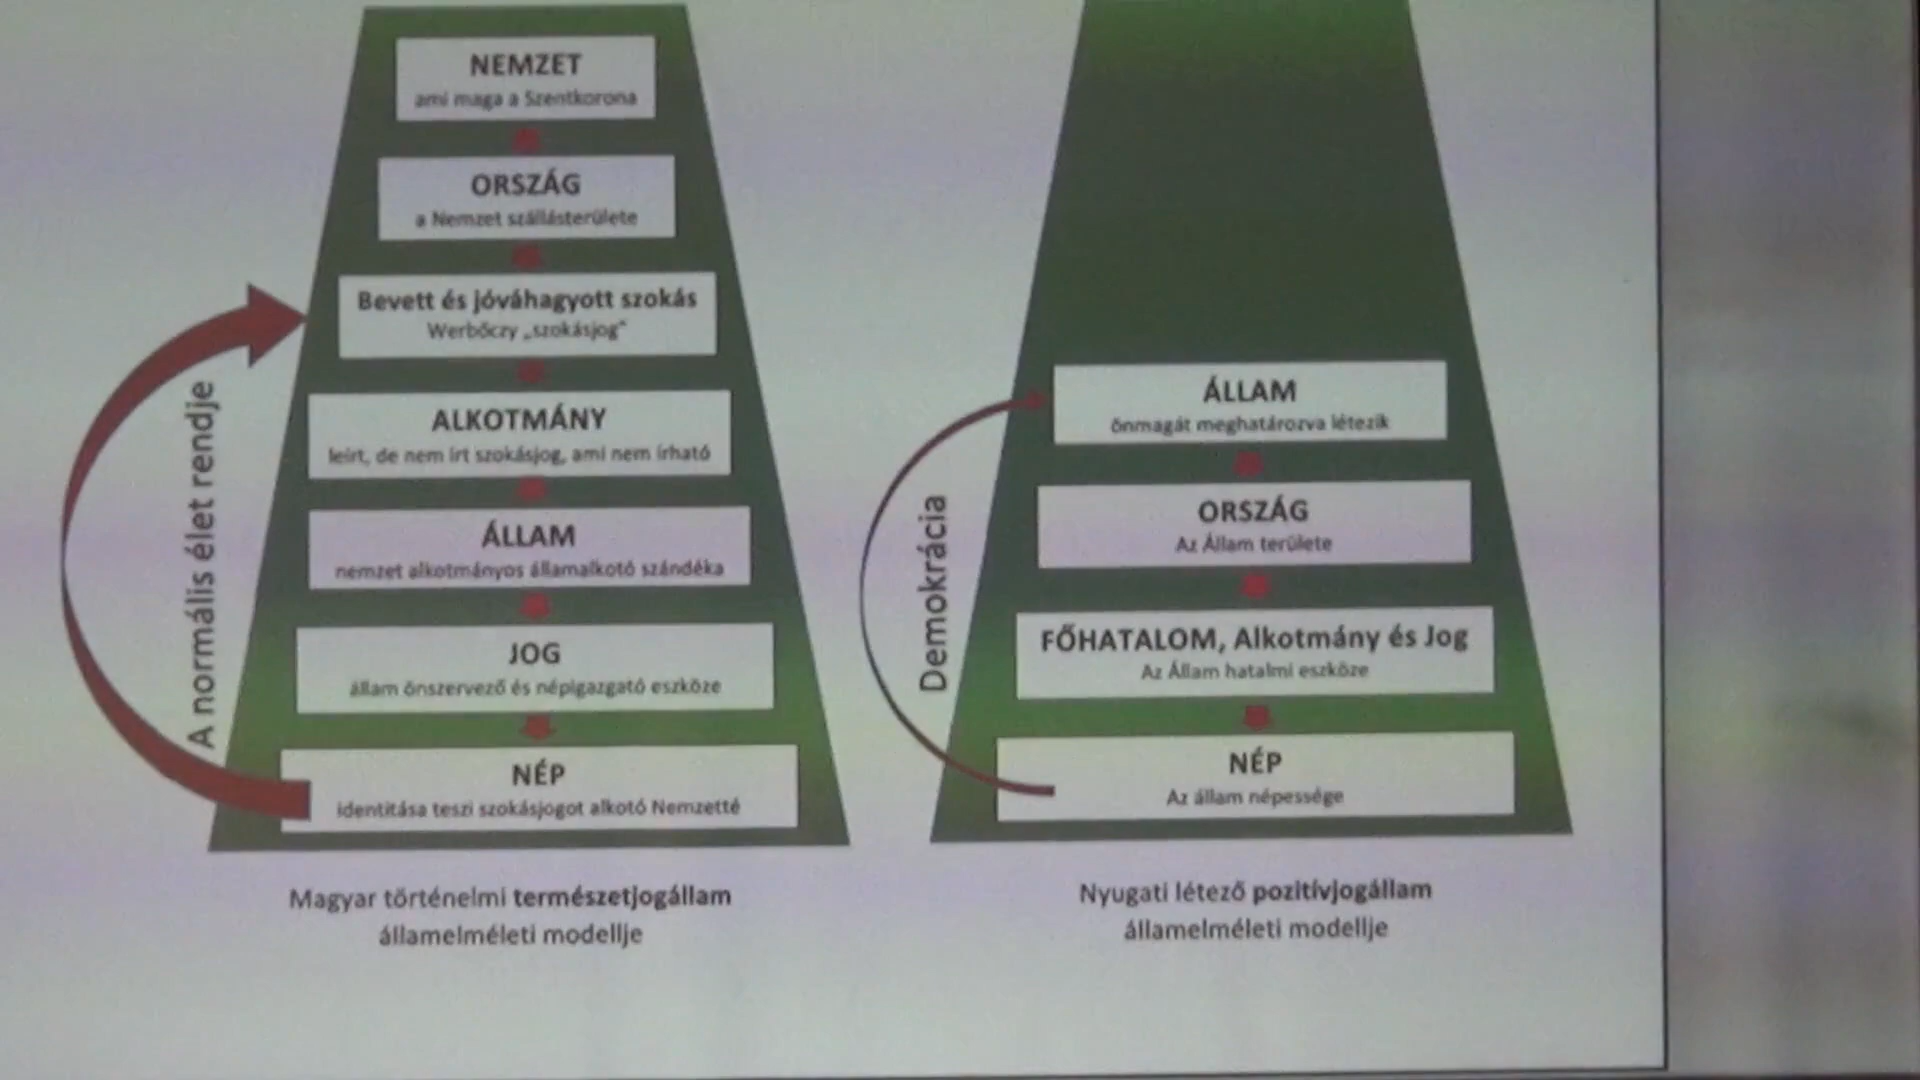 NEMZET
ami maga a Szentkorona
ORSZÁG
a Nemzet szállásterülete
Bevett és jóváhagyott szokás
Werbőczy „szokásjog"
ALKOTMÁNY
leírt, de nem írt szokásjog, ami nem írható
ÁLLAM
nemzet alkotmányos államalkotó szándéka
JOG
állam önszervező és népigazgató eszköze
NÉP
identitása teszi szokásjogot alkotó Nemzetté
A normális élet rendje
Magyar történelmi természetjogállam
államelméleti modellje
ÁLLAM
önmagát meghatározva létezik
ORSZÁG
Az Állam területe
FŐHATALOM, Alkotmány és Jog
Az Állam hatalmi eszköze
NÉP
Az állam népessége
Demokrácia
Nyugati létező pozitívjogállam
államelméleti modellje